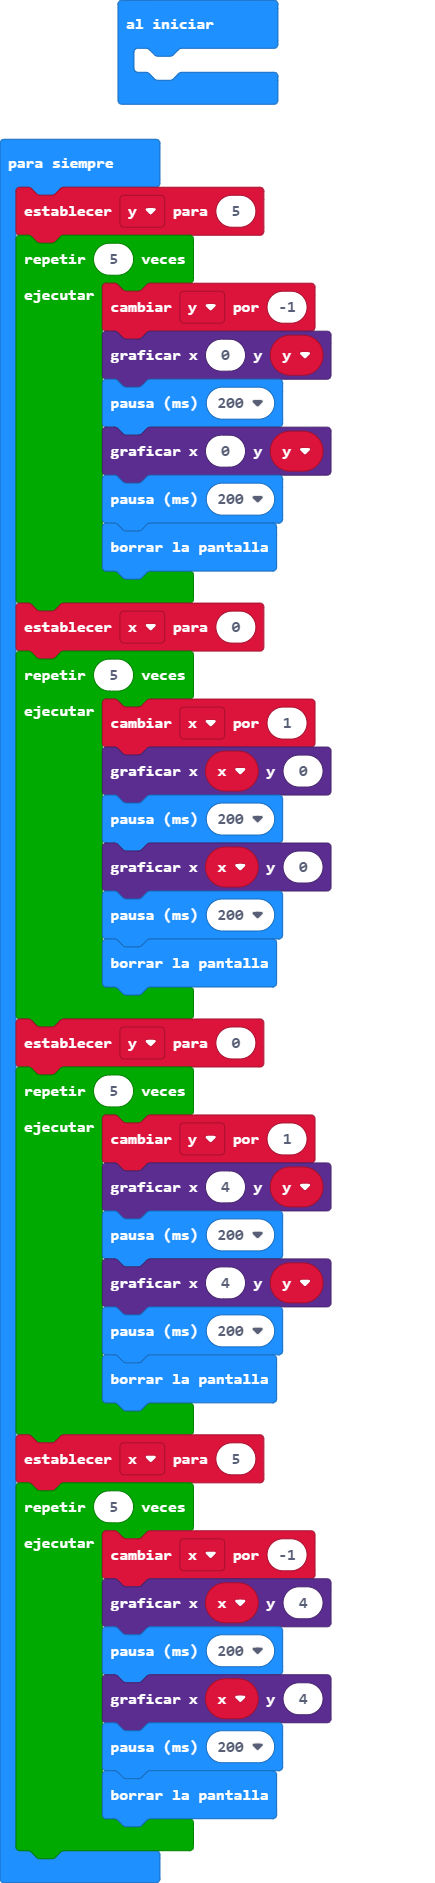 al iniciar
para siempre
establecer y para 5
repetir 5 veces
ejecutar
cambiar y por -1
graficar x 0 y y
pausa (ms) 200
graficar x 0 y y
pausa (ms) 200
borrar la pantalla
establecer x para 0
repetir 5 veces
ejecutar
cambiar x por 1
graficar x x y 0
pausa (ms) 200
graficar x x y 0
pausa (ms) 200
borrar la pantalla
establecer y para 0
repetir 5 veces
ejecutar
cambiar y por 1
graficar x 4 y y
pausa (ms) 200
graficar x 4 y y
pausa (ms) 200
borrar la pantalla
establecer x para 5
repetir 5 veces
ejecutar
cambiar x por -1
graficar x x y 4
pausa (ms) 200
graficar x x y 4
pausa (ms) 200
borrar la pantalla